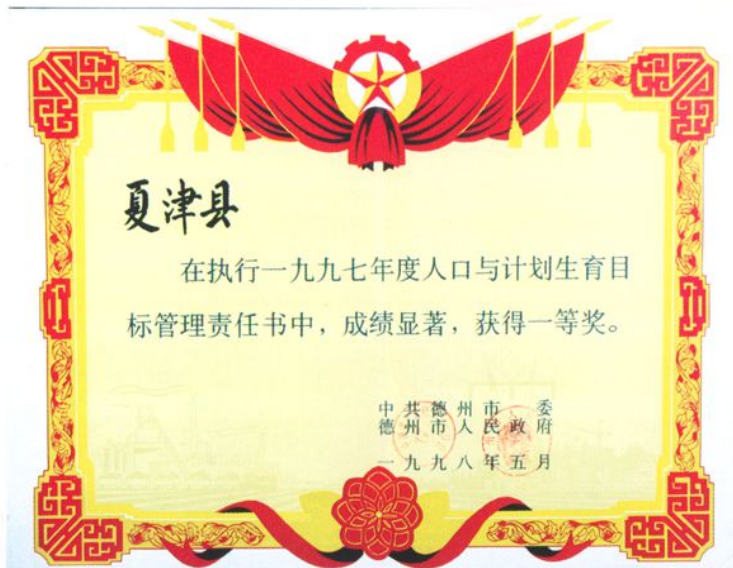 夏津县
在执行一九九七年度人口与计划生育目
标管理责任书中，成绩显著，获得一等奖。
中共德州市委
德州市人民政府
一九九八年五月